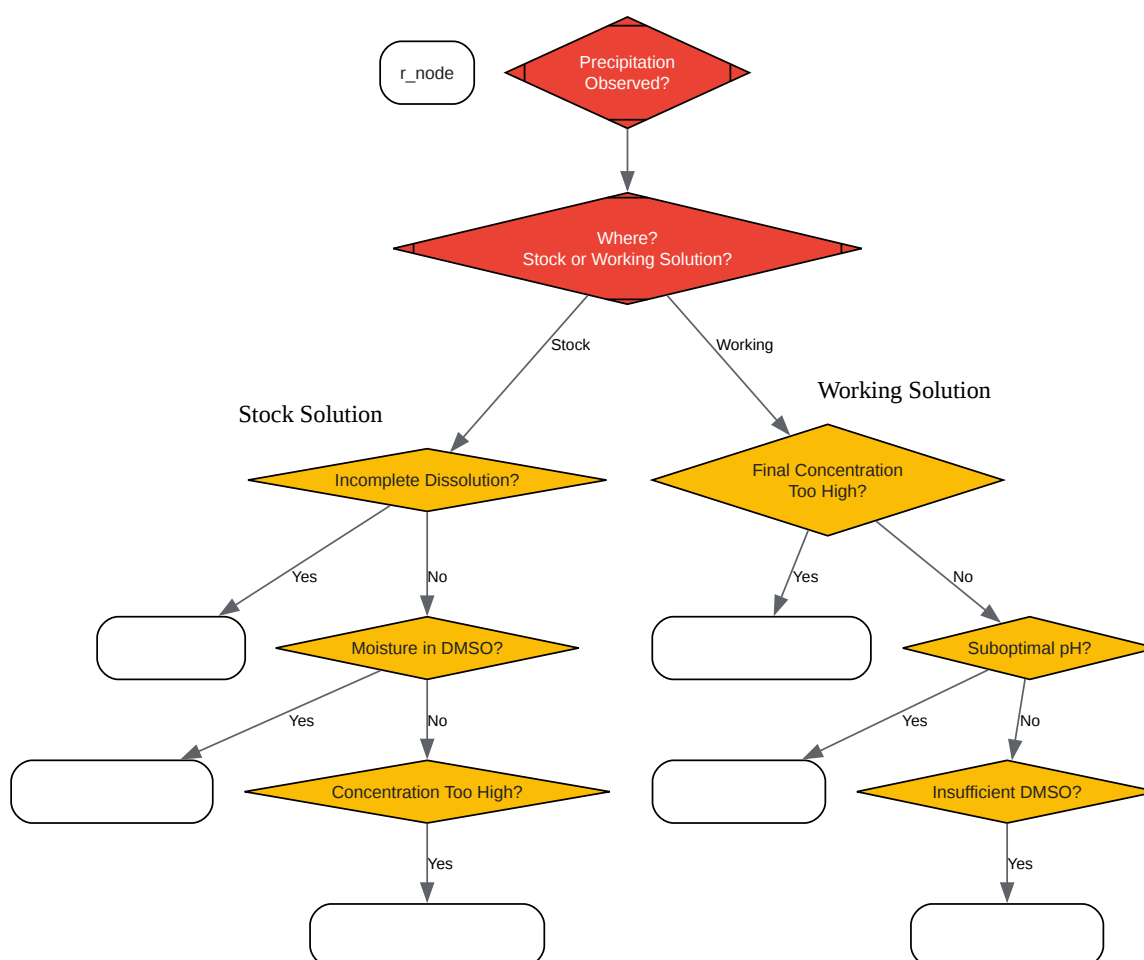 r_node
Precipitation
Observed?
Where?
Stock or Working Solution?
Stock
Working
Stock Solution
Working Solution
Incomplete Dissolution?
Final Concentration
Too High?
Yes
No
Yes
No
Moisture in DMSO?
Suboptimal pH?
Yes
No
Yes
No
Concentration Too High?
Insufficient DMSO?
Yes
Yes